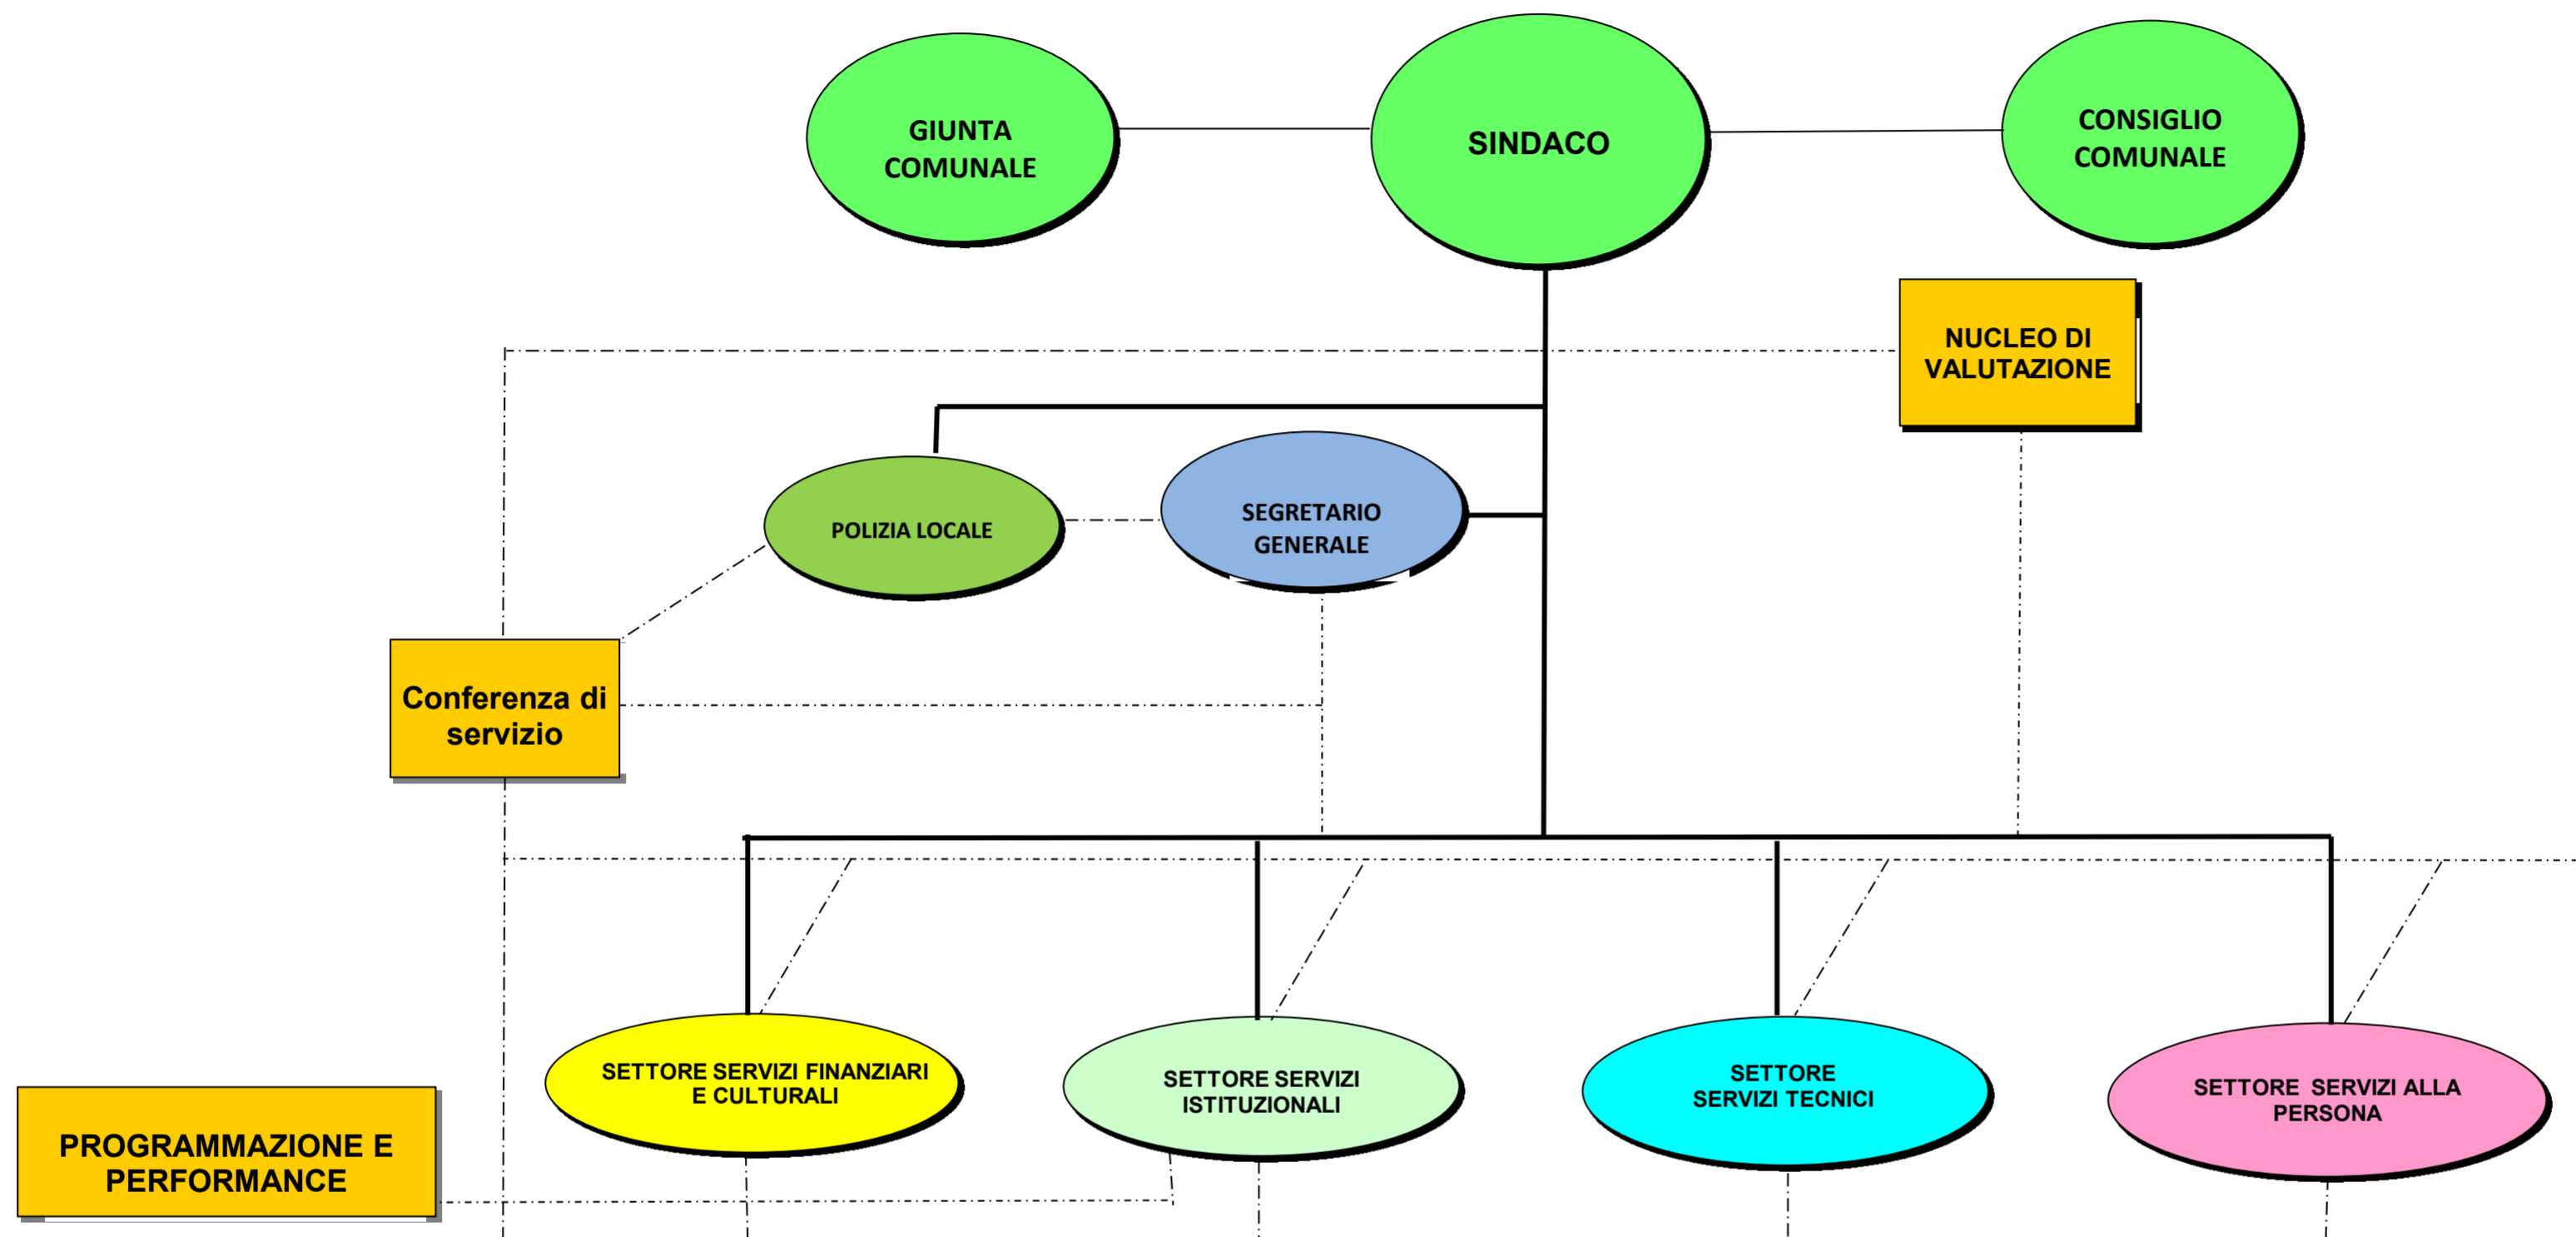 GIUNTA
COMUNALE
SINDACO
CONSIGLIO
COMUNALE
NUCLEO DI
VALUTAZIONE
POLIZIA LOCALE
SEGRETARIO
GENERALE
Conferenza di
servizio
SETTORE SERVIZI FINANZIARI
E CULTURALI
SETTORE SERVIZI
ISTITUZIONALI
SETTORE
SERVIZI TECNICI
SETTORE SERVIZI ALLA
PERSONA
PROGRAMMAZIONE E
PERFORMANCE